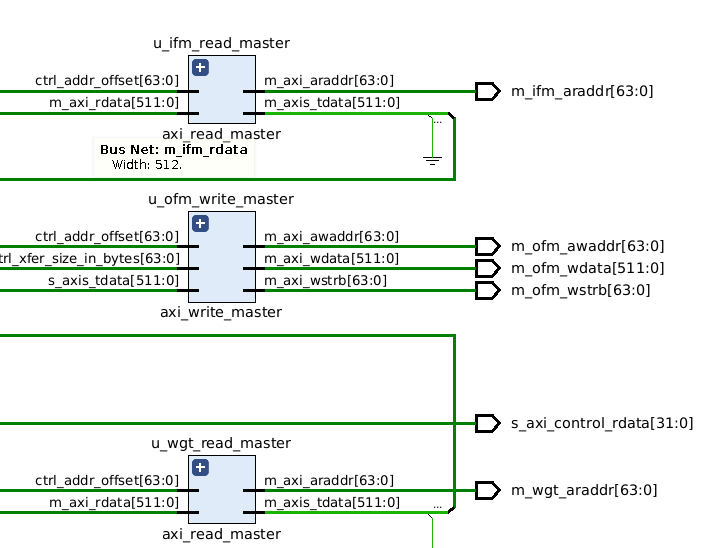 u_ifm_read_master
ctrl_addr_offset[63:0]
m_axi_araddr[63:0]
m_ifm_araddr[63:0]
m_axi_rdata[511:0]
m_axis_tdata[511:0]
...
axi_read_master
Bus Net: m_ifm_rdata
Width: 512.
u_ofm_write_master
ctrl_addr_offset[63:0]
m_axi_awaddr[63:0]
m_ofm_awaddr[63:0]
trl_xfer_size_in_bytes[63:0]
m_axi_wdata[511:0]
m_ofm_wdata[511:0]
s_axis_tdata[511:0]
m_axi_wstrb[63:0]
m_ofm_wstrb[63:0]
axi_write_master
s_axi_control_rdata[31:0]
u_wgt_read_master
ctrl_addr_offset[63:0]
m_axi_araddr[63:0]
m_wgt_araddr[63:0]
m_axi_rdata[511:0]
m_axis_tdata[511:0]
...
axi_read_master